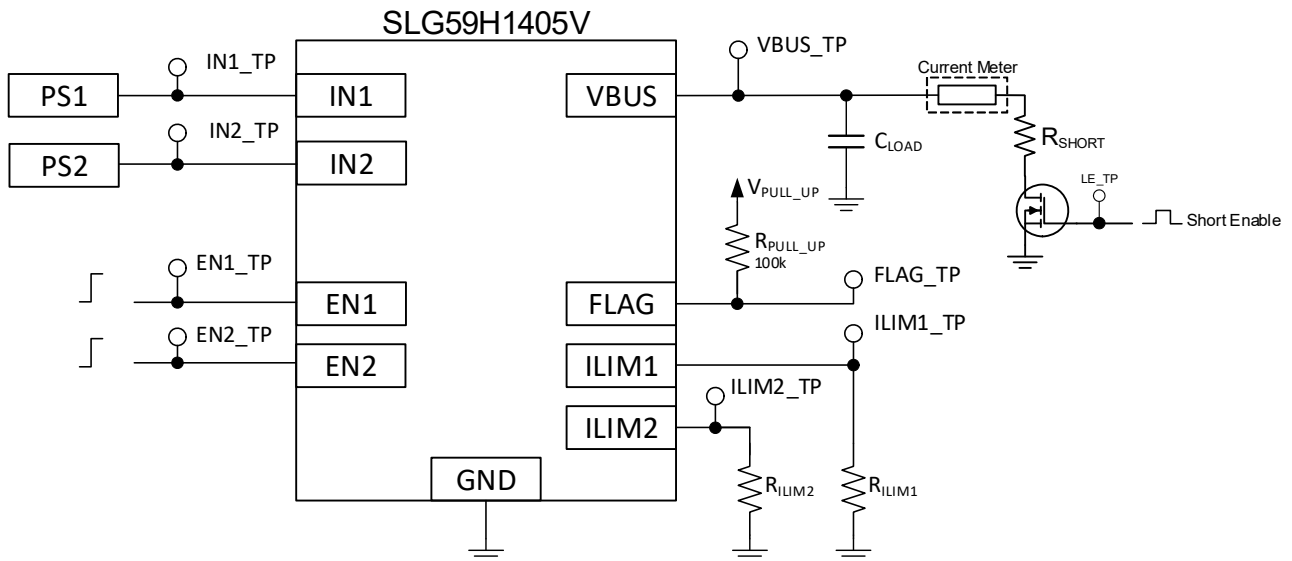 SLG59H1405V
IN1_TP
VBUS_TP
Current Meter
PS1
IN1
VBUS
IN2_TP
PS2
IN2
CLOAD
RSHORT
LE_TP
Short Enable
VPULL_UP
RPULL_UP
100k
EN1_TP
FLAG_TP
EN1
FLAG
EN2_TP
ILIM1_TP
EN2
ILIM1
ILIM2_TP
ILIM2
GND
RILIM2
RILIM1